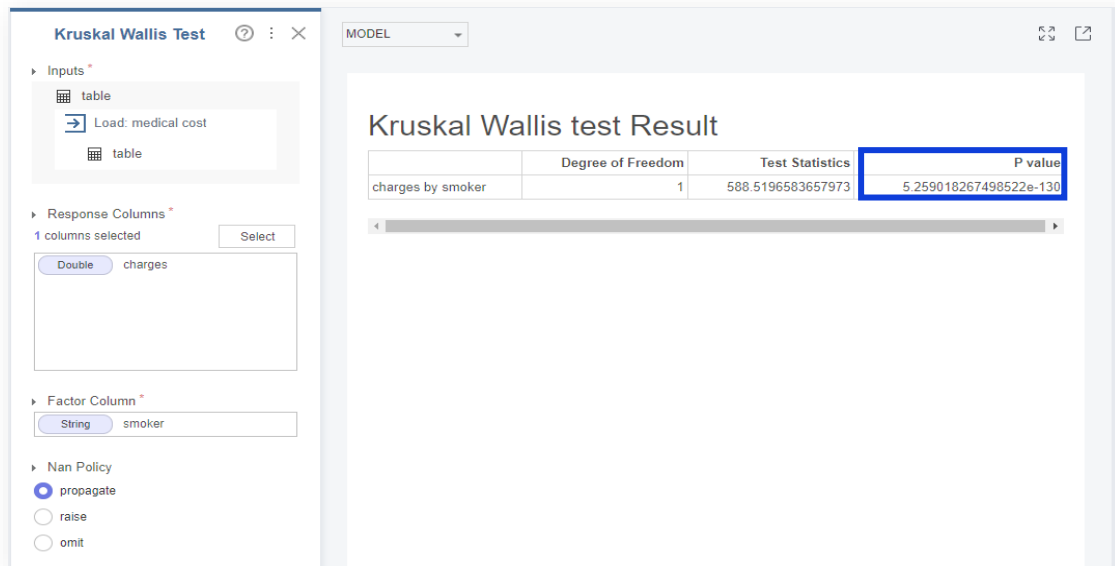 Kruskal Wallis Test
Inputs *
table
Load: medical cost
table
Response Columns *
1 columns selected
Select
Double charges
Factor Column *
String smoker
Nan Policy
propagate
raise
omit
MODEL
Kruskal Wallis test Result
Degree of Freedom Test Statistics P value
charges by smoker 1 588.5196583657973 5.259018267498522e-130